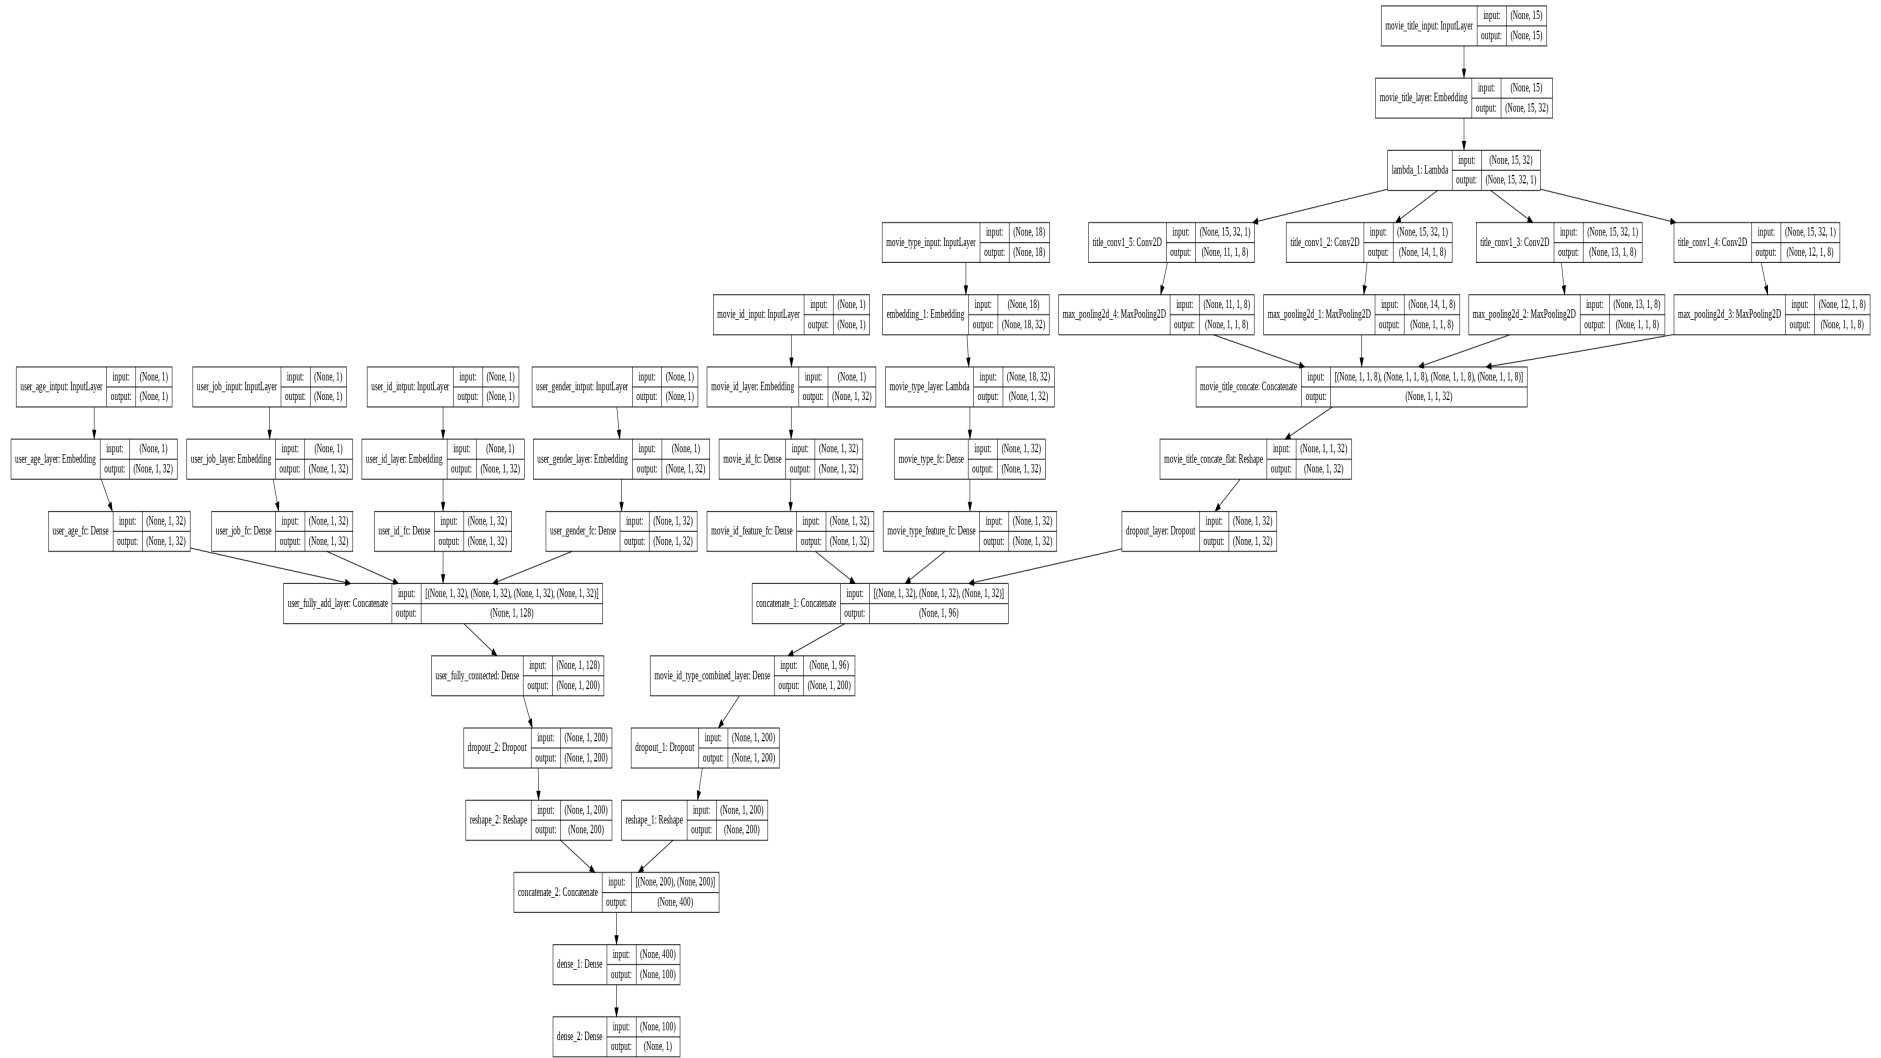 movie_title_input: InputLayer input: (None, 15)
output: (None, 15)
movie_title_layer: Embedding input: (None, 15)
output: (None, 15, 32)
lambda_1: Lambda input: (None, 15, 32)
output: (None, 15, 32, 1)
movie_type_input: InputLayer input: (None, 18)
output: (None, 18)
title_conv1_5: Conv2D input: (None, 15, 32, 1)
output: (None, 11, 1, 8)
title_conv1_2: Conv2D input: (None, 15, 32, 1)
output: (None, 14, 1, 8)
title_conv1_3: Conv2D input: (None, 15, 32, 1)
output: (None, 13, 1, 8)
title_conv1_4: Conv2D input: (None, 15, 32, 1)
output: (None, 12, 1, 8)
movie_id_input: InputLayer input: (None, 1)
output: (None, 1)
embedding_1: Embedding input: (None, 18)
output: (None, 18, 32)
max_pooling2d_4: MaxPooling2D input: (None, 11, 1, 8)
output: (None, 1, 1, 8)
max_pooling2d_1: MaxPooling2D input: (None, 14, 1, 8)
output: (None, 1, 1, 8)
max_pooling2d_2: MaxPooling2D input: (None, 13, 1, 8)
output: (None, 1, 1, 8)
max_pooling2d_3: MaxPooling2D input: (None, 12, 1, 8)
output: (None, 1, 1, 8)
user_age_intput: InputLayer input: (None, 1)
output: (None, 1)
user_job_input: InputLayer input: (None, 1)
output: (None, 1)
user_id_intput: InputLayer input: (None, 1)
output: (None, 1)
user_gender_intput: InputLayer input: (None, 1)
output: (None, 1)
movie_id_layer: Embedding input: (None, 1)
output: (None, 1, 32)
movie_type_layer: Lambda input: (None, 18, 32)
output: (None, 1, 32)
movie_title_concate: Concatenate input: [(None, 1, 1, 8), (None, 1, 1, 8), (None, 1, 1, 8), (None, 1, 1, 8)]
output: (None, 1, 1, 32)
user_age_layer: Embedding input: (None, 1)
output: (None, 1, 32)
user_job_layer: Embedding input: (None, 1)
output: (None, 1, 32)
user_id_layer: Embedding input: (None, 1)
output: (None, 1, 32)
user_gender_layer: Embedding input: (None, 1)
output: (None, 1, 32)
movie_id_fc: Dense input: (None, 1, 32)
output: (None, 1, 32)
movie_type_fc: Dense input: (None, 1, 32)
output: (None, 1, 32)
movie_title_concate_flat: Reshape input: (None, 1, 1, 32)
output: (None, 1, 32)
user_age_fc: Dense input: (None, 1, 32)
output: (None, 1, 32)
user_job_fc: Dense input: (None, 1, 32)
output: (None, 1, 32)
user_id_fc: Dense input: (None, 1, 32)
output: (None, 1, 32)
user_gender_fc: Dense input: (None, 1, 32)
output: (None, 1, 32)
movie_id_feature_fc: Dense input: (None, 1, 32)
output: (None, 1, 32)
movie_type_feature_fc: Dense input: (None, 1, 32)
output: (None, 1, 32)
dropout_layer: Dropout input: (None, 1, 32)
output: (None, 1, 32)
user_fully_add_layer: Concatenate input: [(None, 1, 32), (None, 1, 32), (None, 1, 32), (None, 1, 32)]
output: (None, 1, 128)
concatenate_1: Concatenate input: [(None, 1, 32), (None, 1, 32), (None, 1, 32)]
output: (None, 1, 96)
user_fully_connected: Dense input: (None, 1, 128)
output: (None, 1, 200)
movie_id_type_combined_layer: Dense input: (None, 1, 96)
output: (None, 1, 200)
dropout_2: Dropout input: (None, 1, 200)
output: (None, 1, 200)
dropout_1: Dropout input: (None, 1, 200)
output: (None, 1, 200)
reshape_2: Reshape input: (None, 1, 200)
output: (None, 200)
reshape_1: Reshape input: (None, 1, 200)
output: (None, 200)
concatenate_2: Concatenate input: [(None, 200), (None, 200)]
output: (None, 400)
dense_1: Dense input: (None, 400)
output: (None, 100)
dense_2: Dense input: (None, 100)
output: (None, 1)